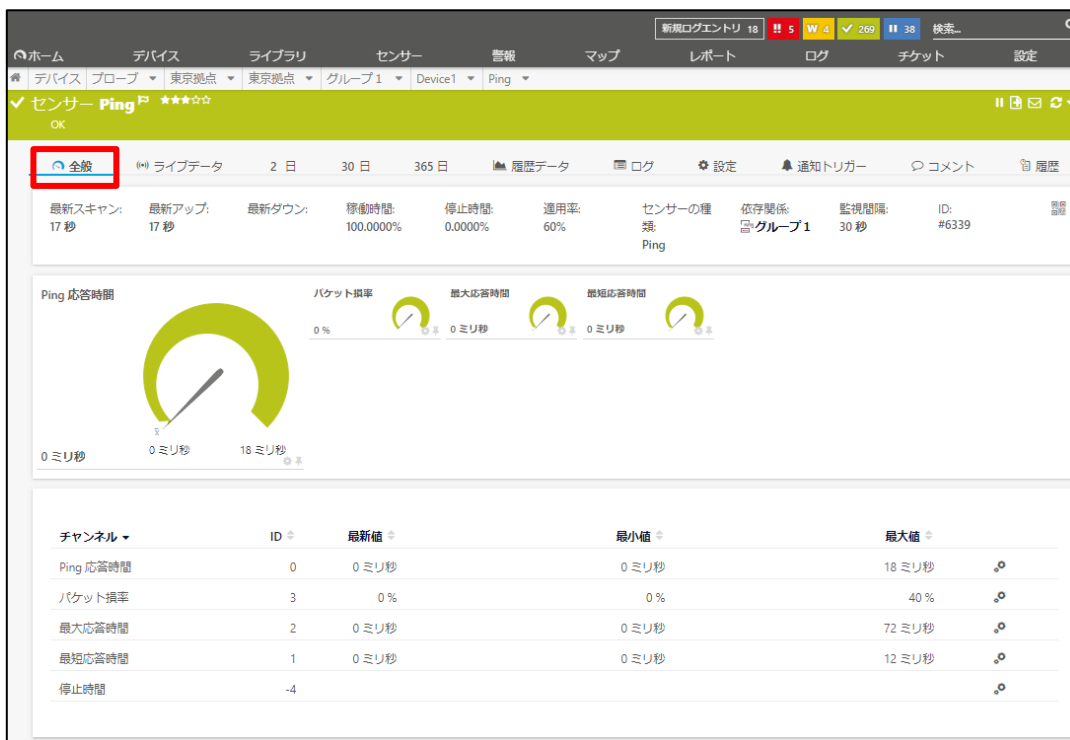 新規ログエントリ 18 5 W 4 269 38 検索...
ホーム デバイス ライブラリ センサー 警報 マップ レポート ログ チケット 設定
デバイス プローブ 東京拠点 東京拠点 グループ1 Device1 Ping
センサー Ping
OK
全般 ライブデータ 2 日 30 日 365 日 履歴データ ログ 設定 通知トリガー コメント 履歴
最新スキャン: 最新アップ: 最新ダウン: 稼働時間: 停止時間: 適用率: センサーの種 依存関係: 監視間隔: ID:
17 秒 17 秒 100.0000% 0.0000% 60% 類: グループ1 30 秒 #6339
Ping
Ping 応答時間 パケット損率 最大応答時間 最短応答時間
0 % 0 ミリ秒 0 ミリ秒
0 ミリ秒 0 ミリ秒 18 ミリ秒
チャンネル ID 最新値 最小値 最大値
Ping 応答時間 0 0 ミリ秒 0 ミリ秒 18 ミリ秒
パケット損率 3 0 % 0 % 40 %
最大応答時間 2 0 ミリ秒 0 ミリ秒 72 ミリ秒
最短応答時間 1 0 ミリ秒 0 ミリ秒 12 ミリ秒
停止時間 -4